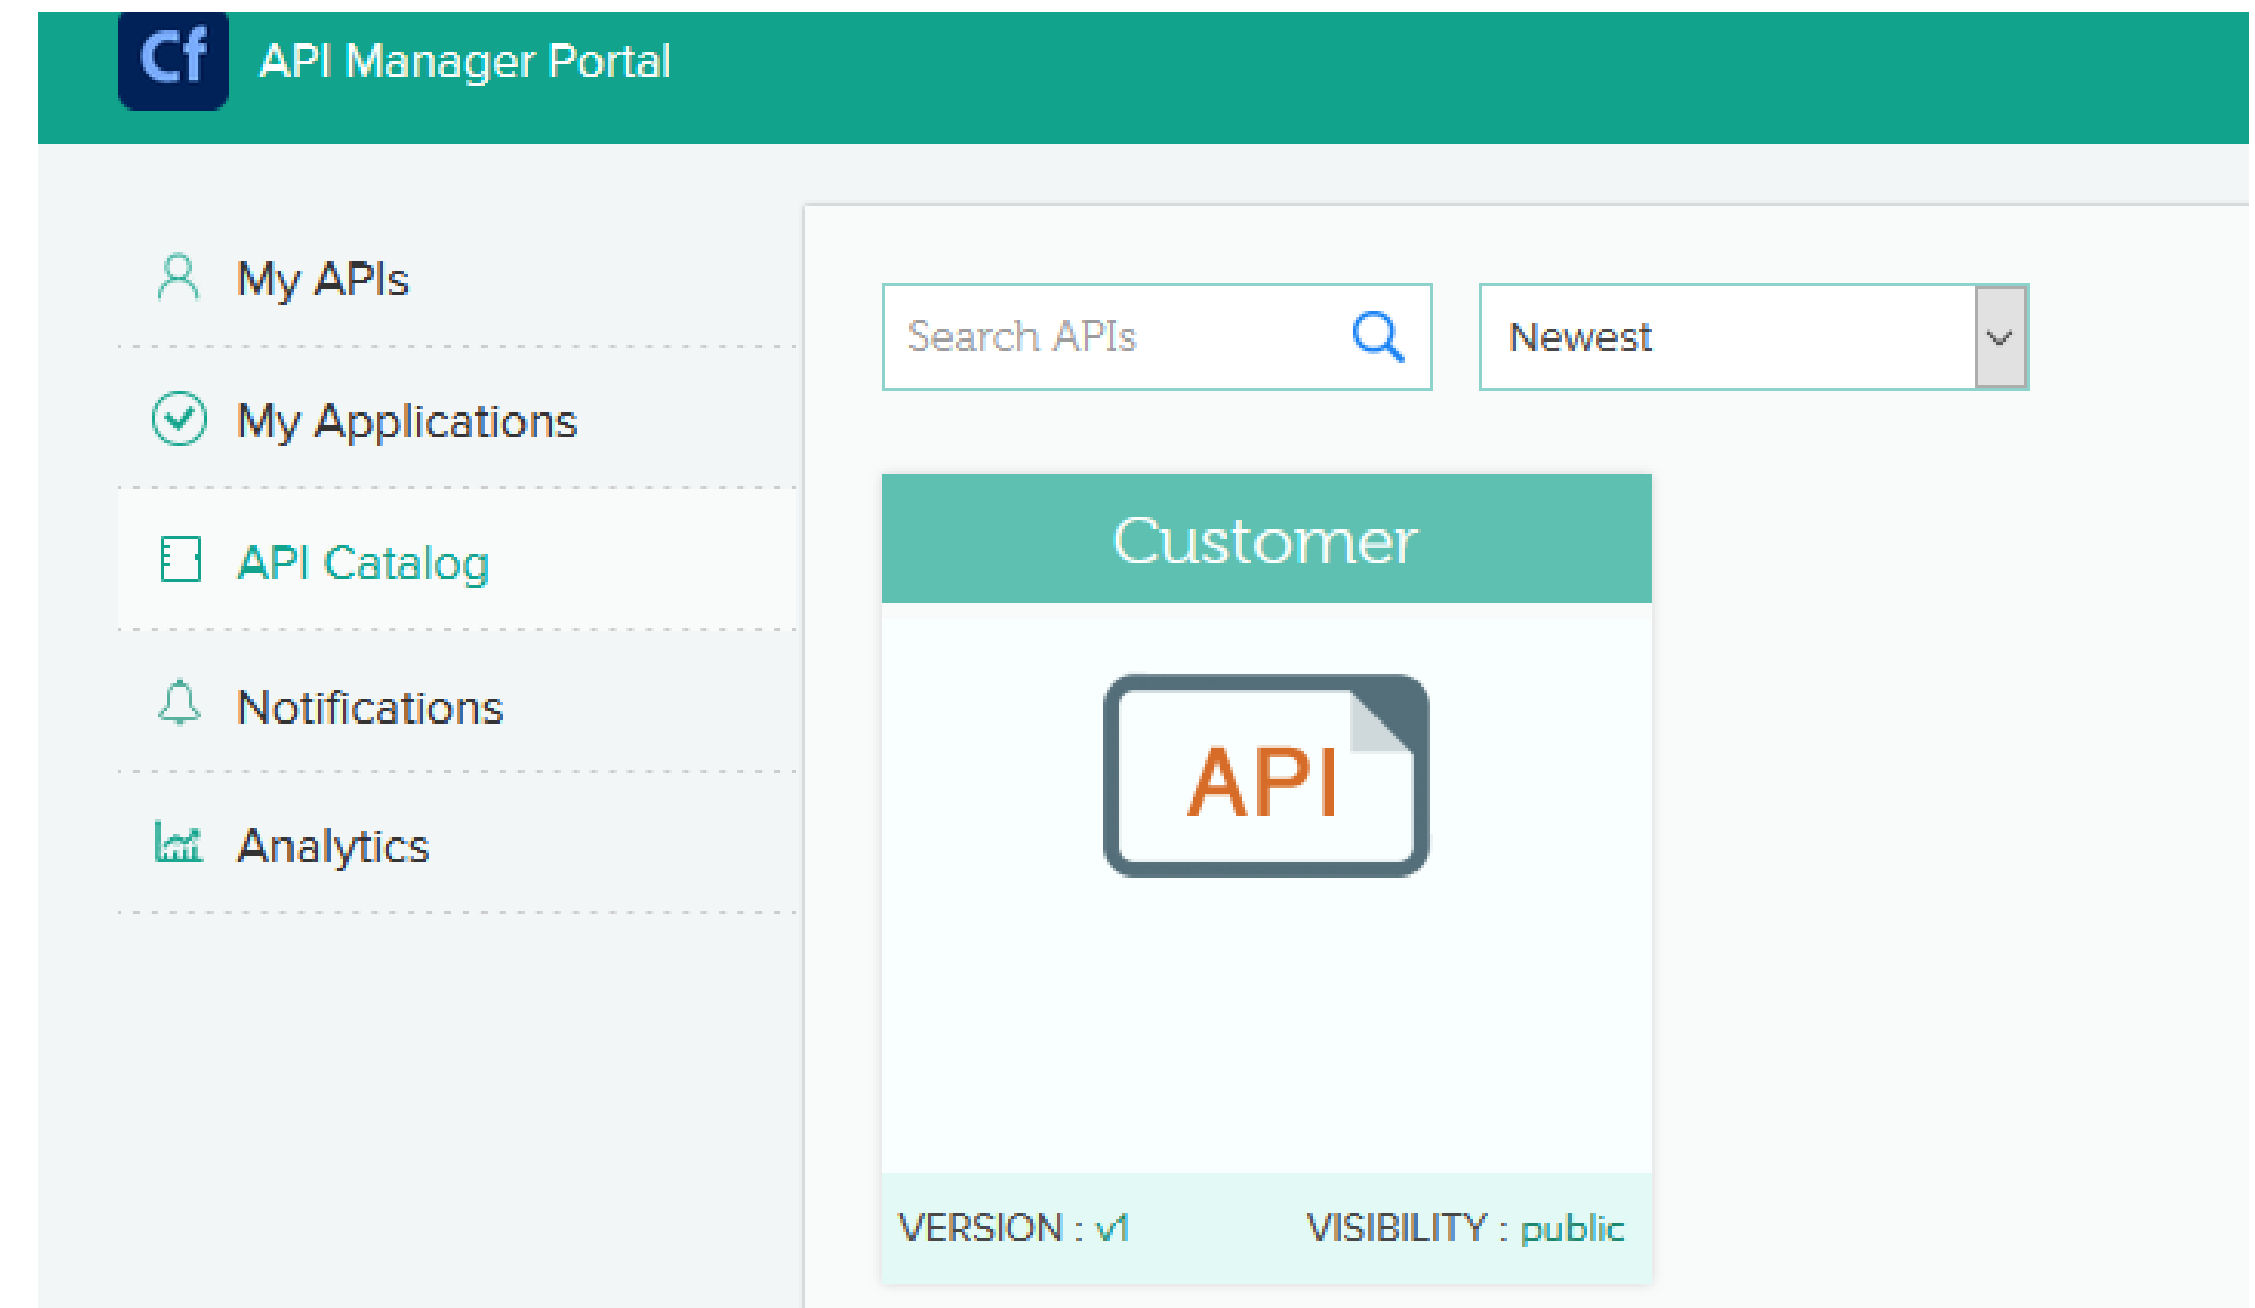 Cf API Manager Portal
My APIs
My Applications
API Catalog
Notifications
Analytics
Search APIs
Newest
Customer
API
VERSION : v1 VISIBILITY : public